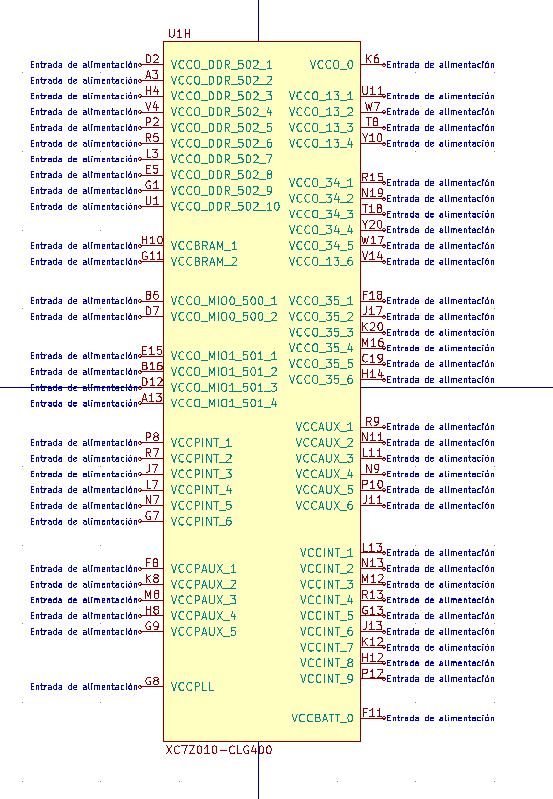 U1H
Entrada de alimentación D2 VCCO_DDR_502_1
Entrada de alimentación A3 VCCO_DDR_502_2
Entrada de alimentación H4 VCCO_DDR_502_3
Entrada de alimentación V4 VCCO_DDR_502_4
Entrada de alimentación P2 VCCO_DDR_502_5
Entrada de alimentación R5 VCCO_DDR_502_6
Entrada de alimentación L3 VCCO_DDR_502_7
Entrada de alimentación E5 VCCO_DDR_502_8
Entrada de alimentación G1 VCCO_DDR_502_9
Entrada de alimentación U1 VCCO_DDR_502_10
Entrada de alimentación H10 VCCBRAM_1
Entrada de alimentación G11 VCCBRAM_2
Entrada de alimentación B6 VCCO_MIO0_500_1
Entrada de alimentación D7 VCCO_MIO0_500_2
Entrada de alimentación E15 VCCO_MIO1_501_1
Entrada de alimentación B16 VCCO_MIO1_501_2
Entrada de alimentación D12 VCCO_MIO1_501_3
Entrada de alimentación A13 VCCO_MIO1_501_4
Entrada de alimentación P8 VCCPINT_1
Entrada de alimentación R7 VCCPINT_2
Entrada de alimentación J7 VCCPINT_3
Entrada de alimentación L7 VCCPINT_4
Entrada de alimentación N7 VCCPINT_5
Entrada de alimentación G7 VCCPINT_6
Entrada de alimentación F8 VCCPAUX_1
Entrada de alimentación K8 VCCPAUX_2
Entrada de alimentación M8 VCCPAUX_3
Entrada de alimentación H8 VCCPAUX_4
Entrada de alimentación G9 VCCPAUX_5
Entrada de alimentación G8 VCCPLL
VCCO_0 K6 Entrada de alimentación
VCCO_13_1 U11 Entrada de alimentación
VCCO_13_2 W7 Entrada de alimentación
VCCO_13_3 T8 Entrada de alimentación
VCCO_13_4 Y10 Entrada de alimentación
VCCO_34_1 R15 Entrada de alimentación
VCCO_34_2 N19 Entrada de alimentación
VCCO_34_3 T18 Entrada de alimentación
VCCO_34_4 Y20 Entrada de alimentación
VCCO_34_5 W17 Entrada de alimentación
VCCO_13_6 V14 Entrada de alimentación
VCCO_35_1 F18 Entrada de alimentación
VCCO_35_2 J17 Entrada de alimentación
VCCO_35_3 K20 Entrada de alimentación
VCCO_35_4 M16 Entrada de alimentación
VCCO_35_5 C19 Entrada de alimentación
VCCO_35_6 H14 Entrada de alimentación
VCCAUX_1 R9 Entrada de alimentación
VCCAUX_2 N11 Entrada de alimentación
VCCAUX_3 L11 Entrada de alimentación
VCCAUX_4 N9 Entrada de alimentación
VCCAUX_5 P10 Entrada de alimentación
VCCAUX_6 J11 Entrada de alimentación
VCCINT_1 L13 Entrada de alimentación
VCCINT_2 N13 Entrada de alimentación
VCCINT_3 M12 Entrada de alimentación
VCCINT_4 R13 Entrada de alimentación
VCCINT_5 G13 Entrada de alimentación
VCCINT_6 J13 Entrada de alimentación
VCCINT_7 K12 Entrada de alimentación
VCCINT_8 H12 Entrada de alimentación
VCCINT_9 P12 Entrada de alimentación
VCCBATT_0 F11 Entrada de alimentación
XC7Z010-CLG400